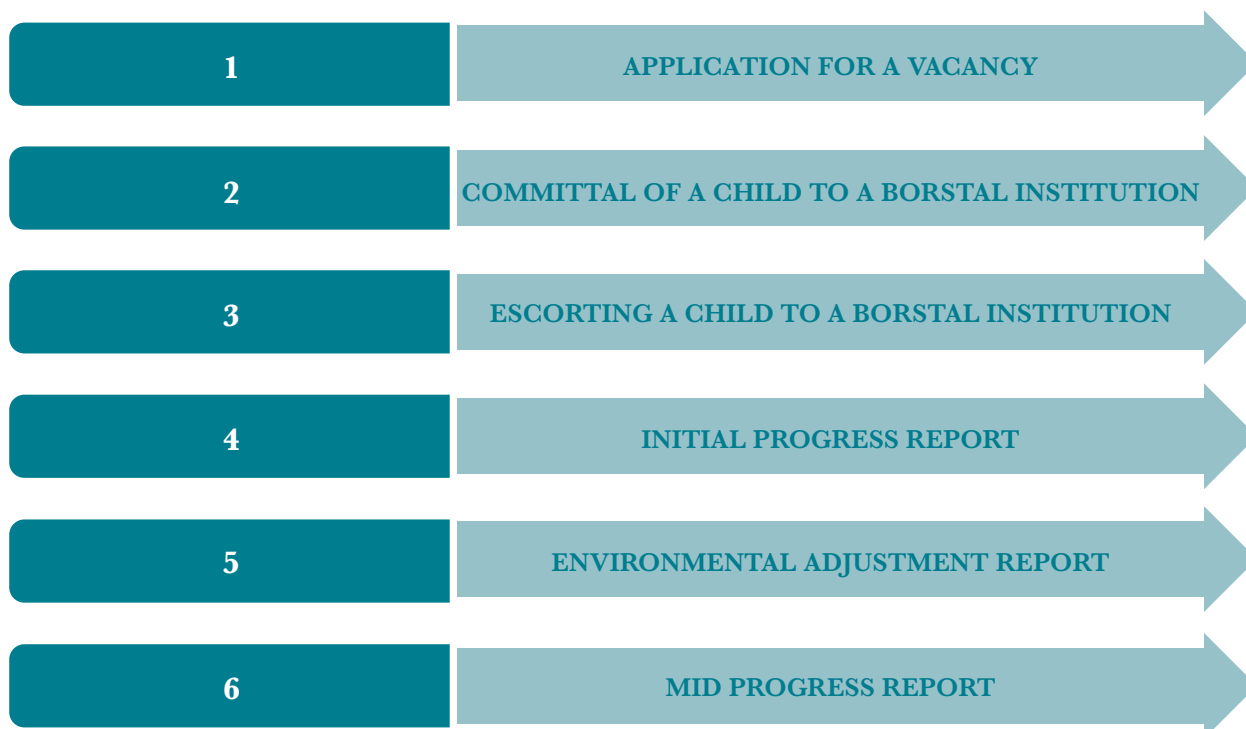 1
APPLICATION FOR A VACANCY
2
COMMITTAL OF A CHILD TO A BORSTAL INSTITUTION
3
ESCORTING A CHILD TO A BORSTAL INSTITUTION
4
INITIAL PROGRESS REPORT
5
ENVIRONMENTAL ADJUSTMENT REPORT
6
MID PROGRESS REPORT